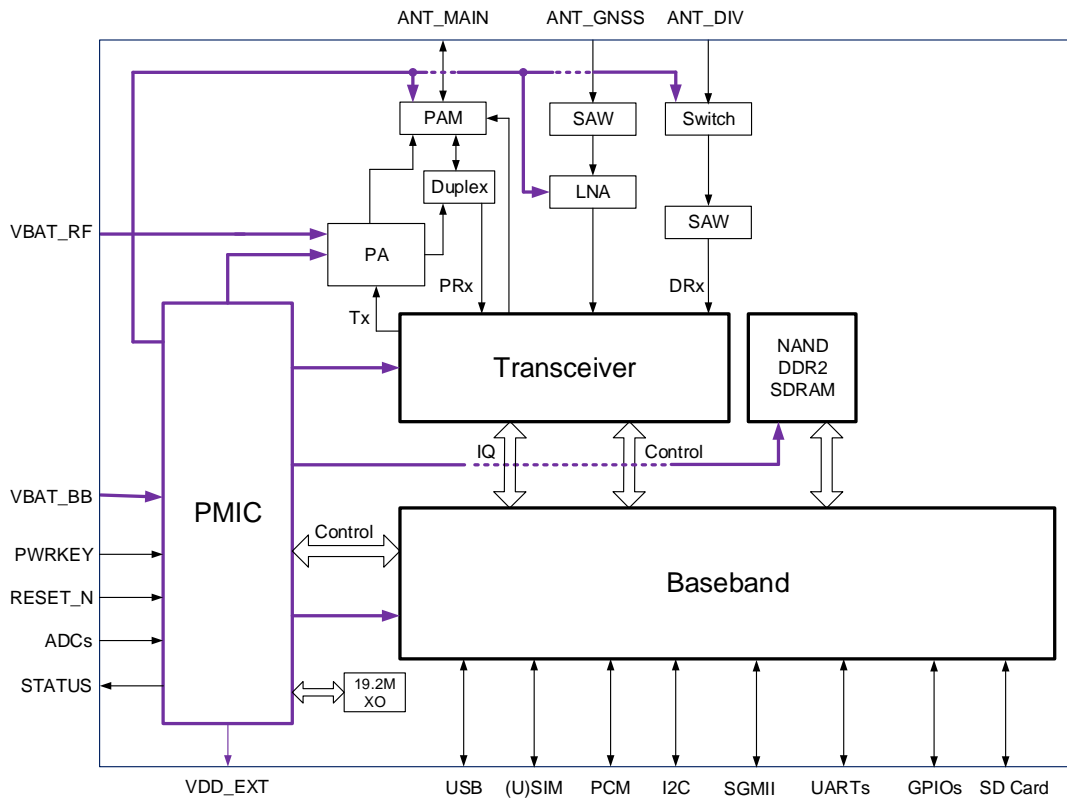 ANT_MAIN ANT_GNSS ANT_DIV
PAM
SAW
Switch
Duplex
LNA
SAW
VBAT_RF
PA
PRx
DRx
Tx
Transceiver
NAND
DDR2
SDRAM
IQ
Control
VBAT_BB
PMIC
Control
PWRKEY
Baseband
RESET_N
ADCs
STATUS
19.2M
XO
VDD_EXT
USB (U)SIM PCM I2C SGMII UARTs GPIOs SD Card